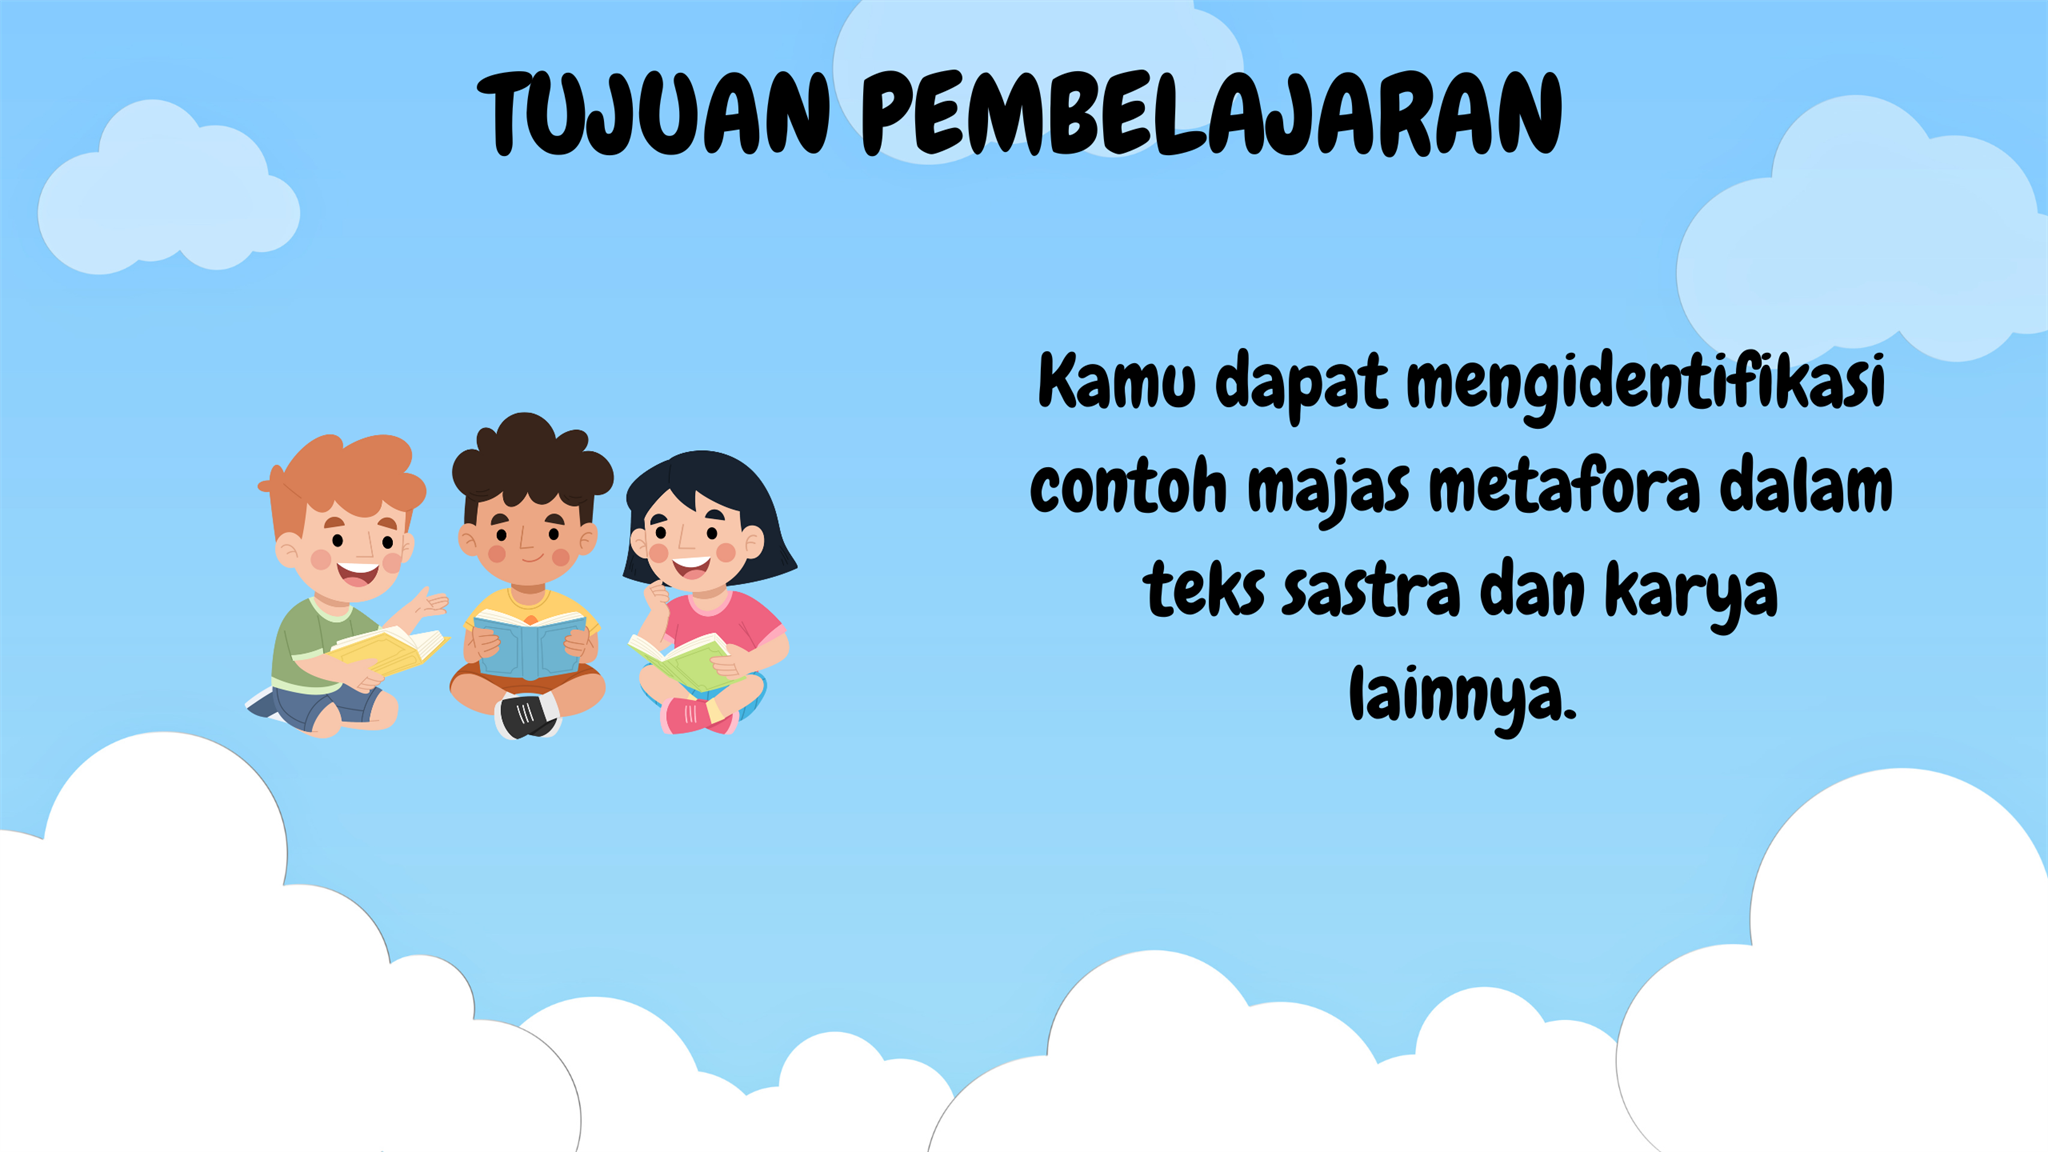 TUJUAN PEMBELAJARAN
Kamu dapat mengidentifikasi
contoh majas metafora dalam
teks sastra dan karya
lainnya.